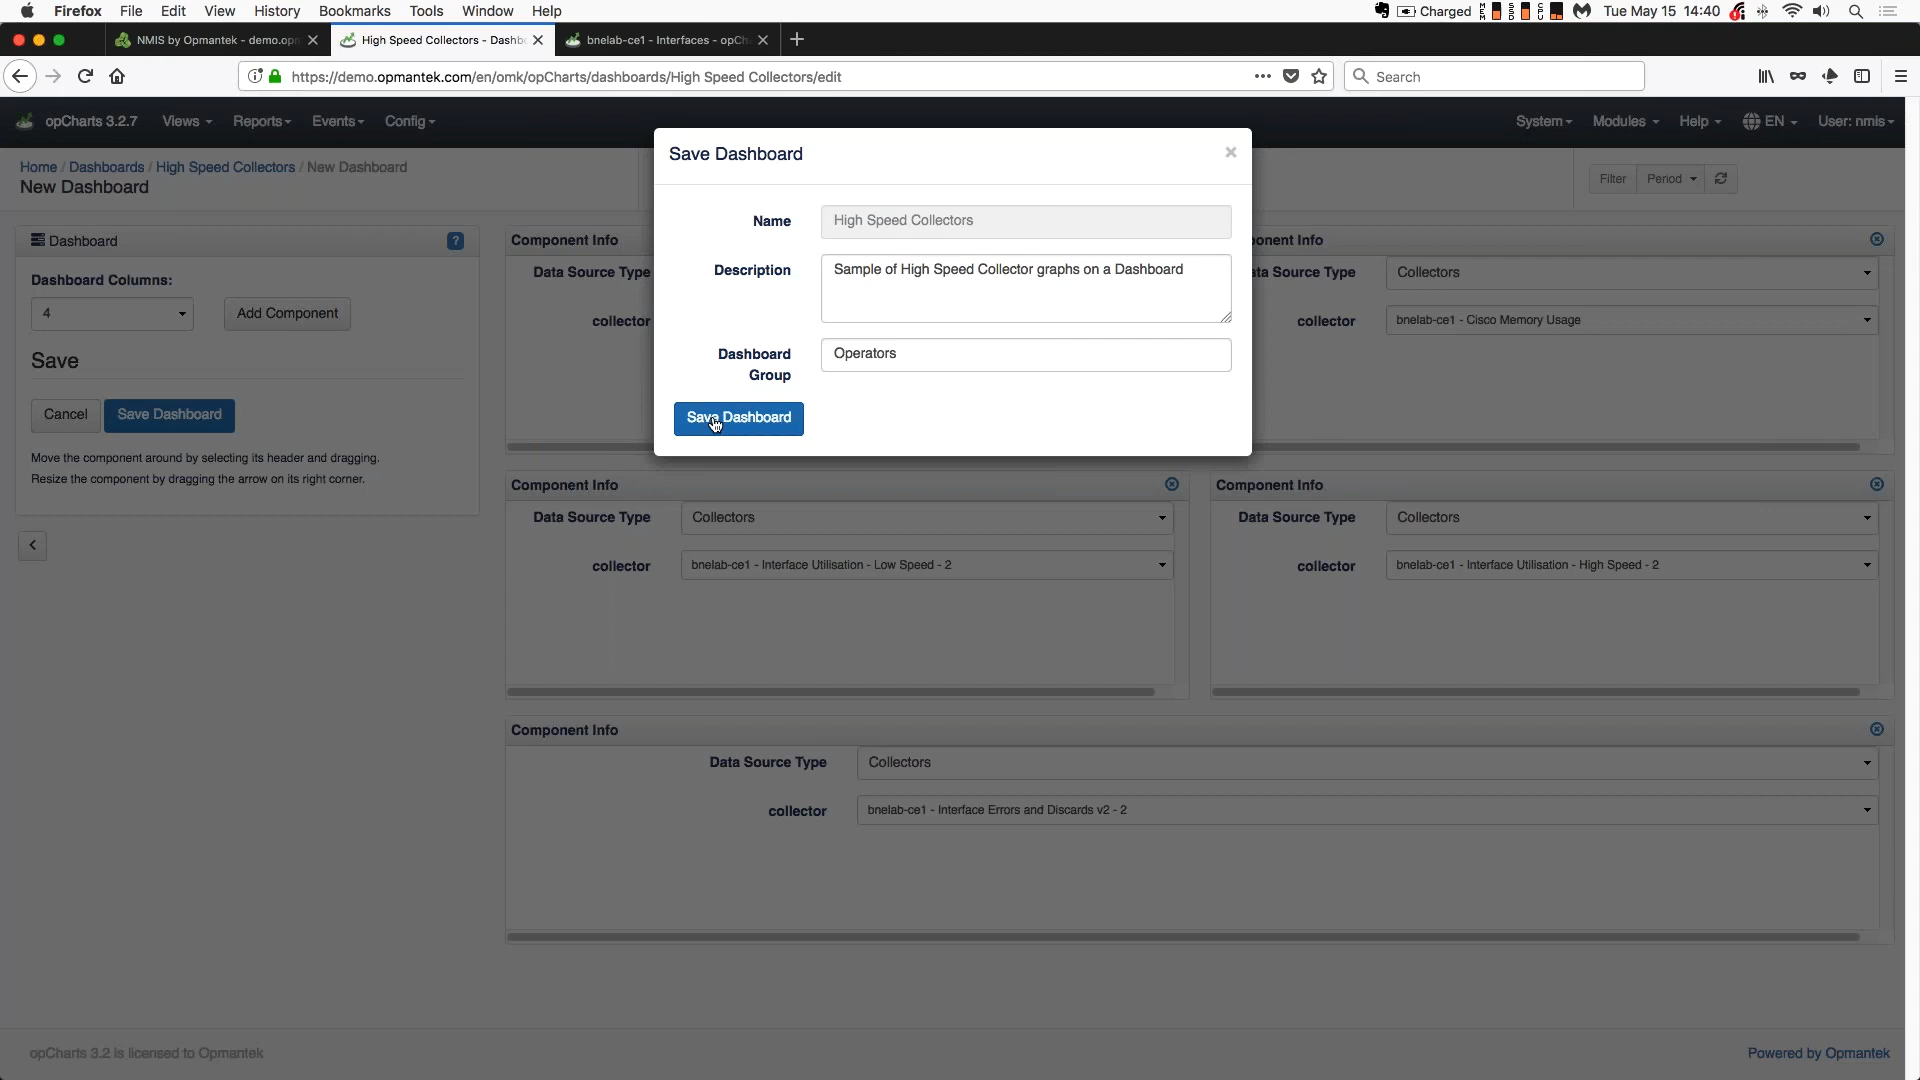 Firefox File Edit View History Bookmarks Tools Window Help Charged Tue May 15 14:40
NMIS by Opmantek - demo.opm High Speed Collectors - Dashb bnelab-ce1 - Interfaces - opCh
https://demo.opmantek.com/en/omk/opCharts/dashboards/High Speed Collectors/edit Search
opCharts 3.2.7 Views Reports Events Config System Modules Help EN User: nmis
Home / Dashboards / High Speed Collectors / New Dashboard
New Dashboard
Filter Period
Save Dashboard ×
Name High Speed Collectors
Description Sample of High Speed Collector graphs on a Dashboard
Dashboard Group Operators
Save Dashboard
Dashboard ?
Dashboard Columns:
4 Add Component
Save
Cancel Save Dashboard
Move the component around by selecting its header and dragging.
Resize the component by dragging the arrow on its right corner.
Component Info
Data Source Type
collector
ponent Info
ata Source Type Collectors
collector bnelab-ce1 - Cisco Memory Usage
Component Info
Data Source Type Collectors
collector bnelab-ce1 - Interface Utilisation - Low Speed - 2
Component Info
Data Source Type Collectors
collector bnelab-ce1 - Interface Utilisation - High Speed - 2
Component Info
Data Source Type Collectors
collector bnelab-ce1 - Interface Errors and Discards v2 - 2
opCharts 3.2 is licensed to Opmantek
Powered by Opmantek